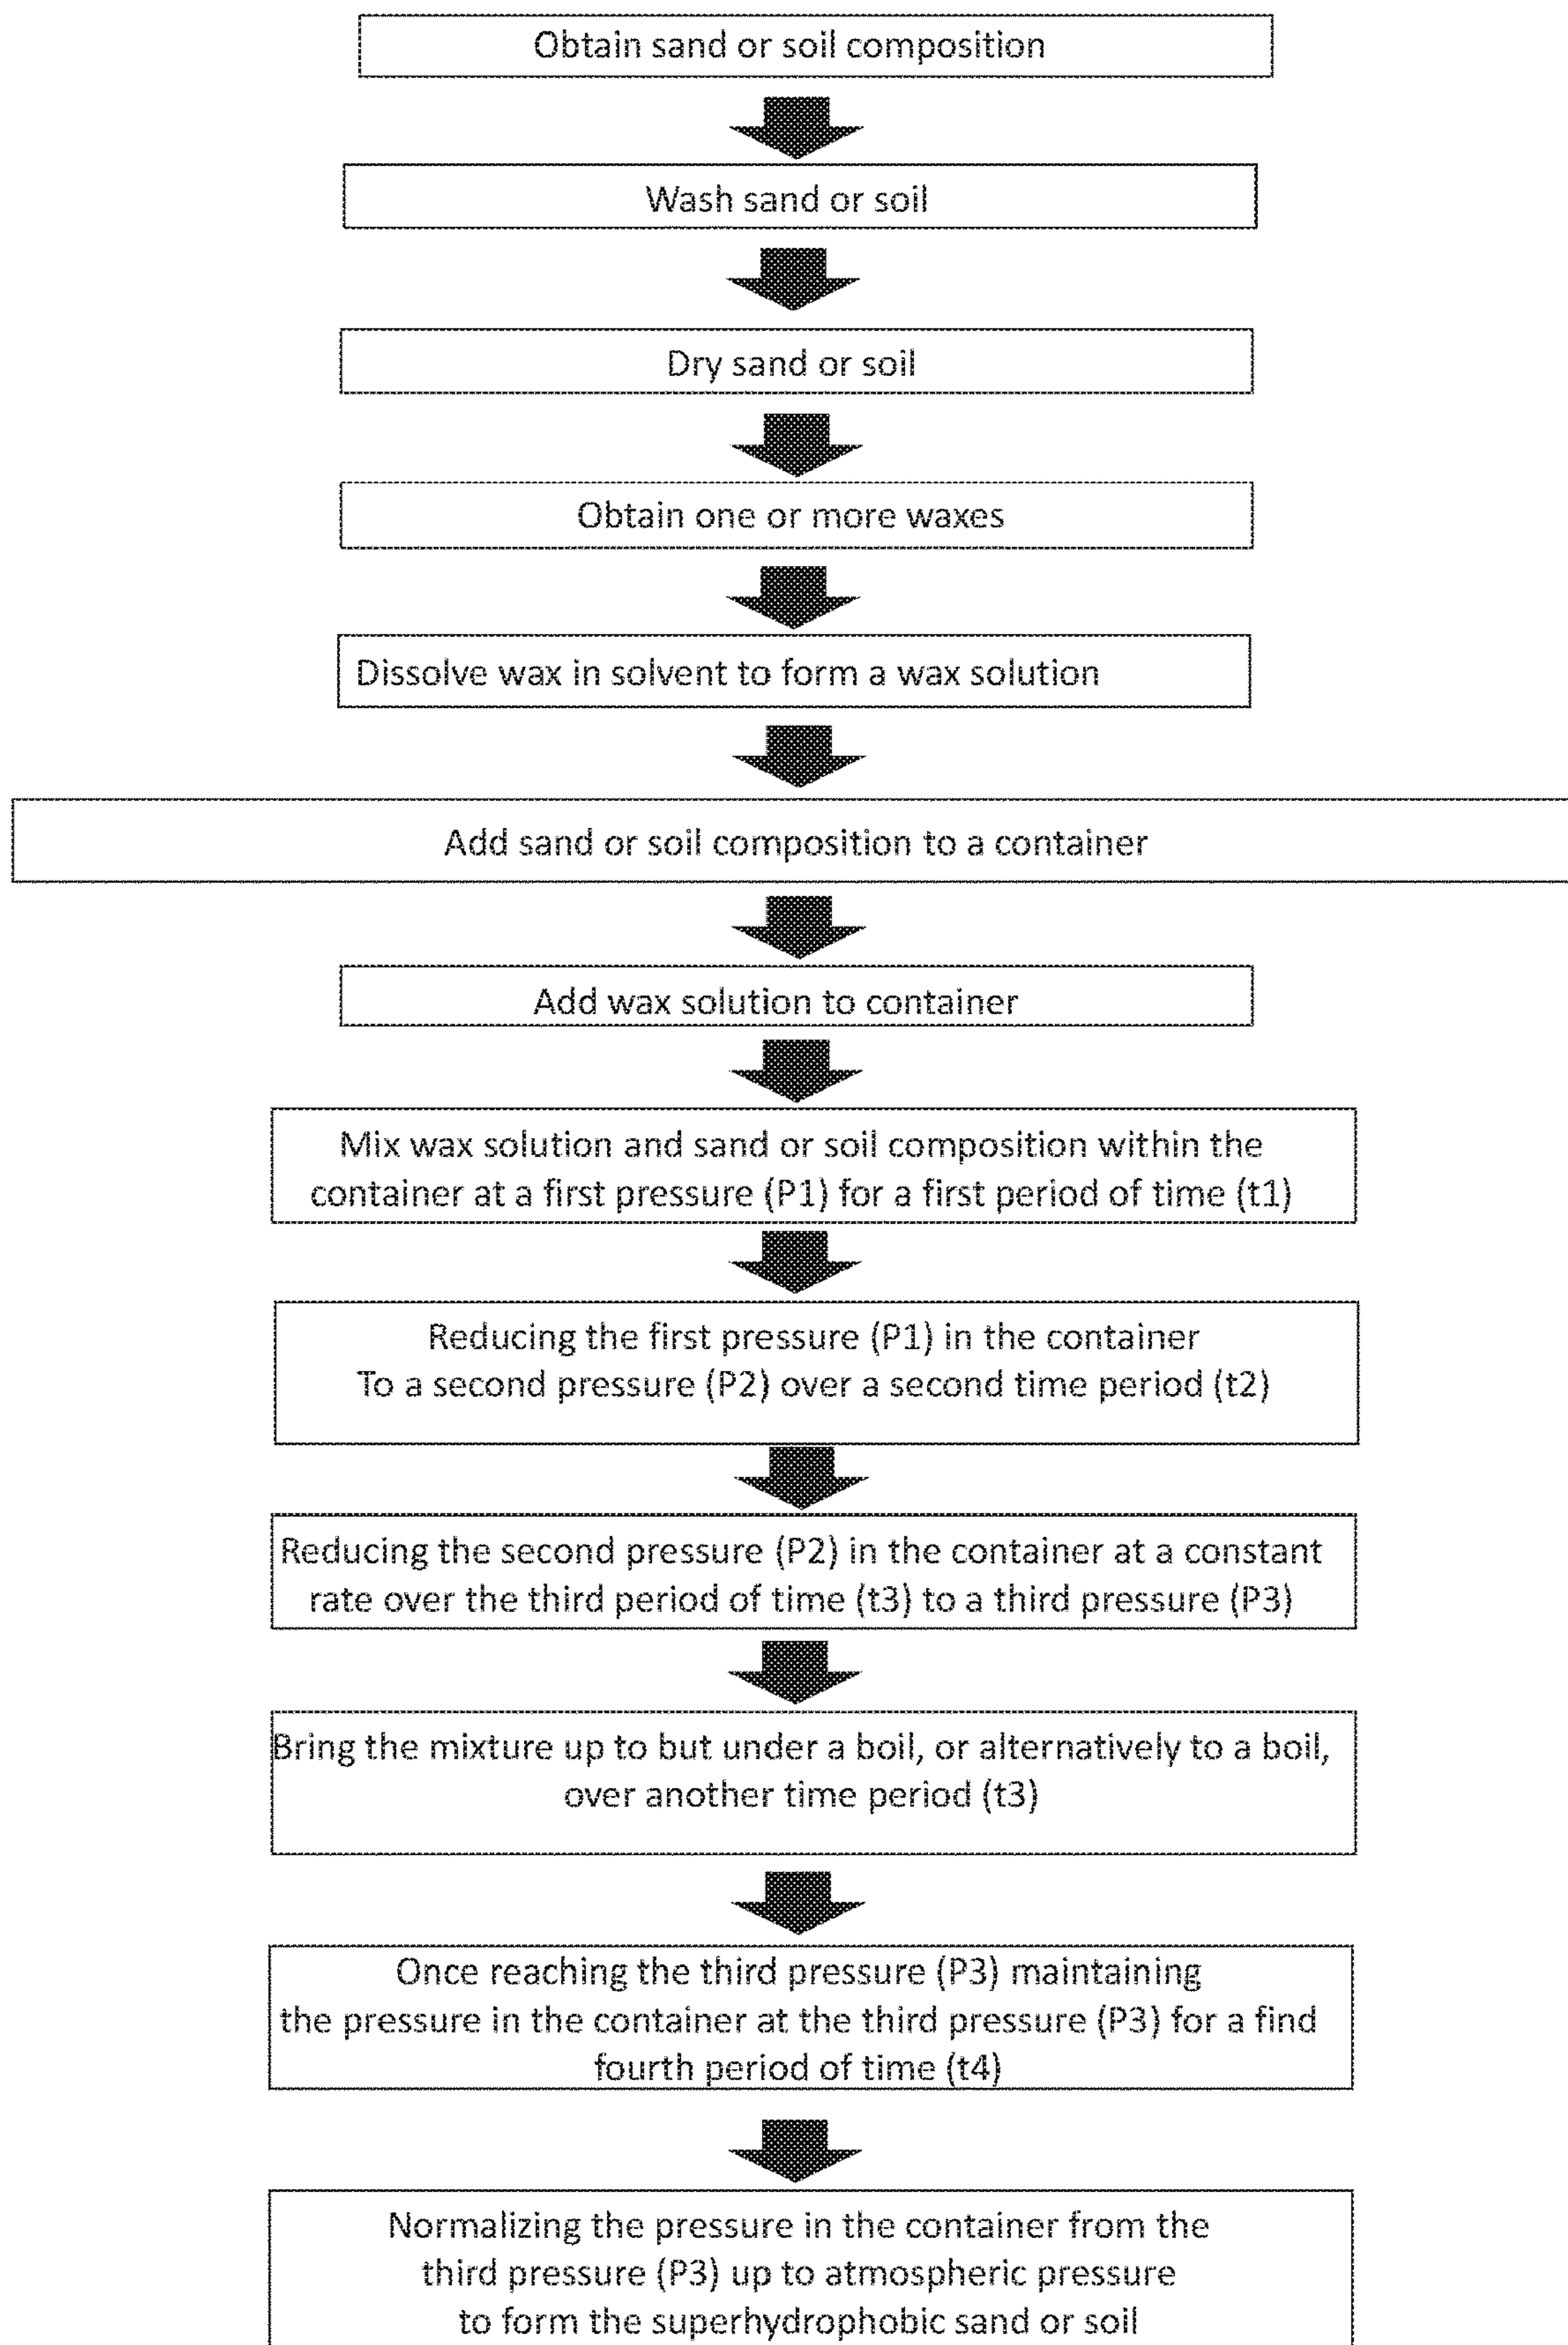 Obtain sand or soil composition
Wash sand or soil
Dry sand or soil
Obtain one or more waxes
Dissolve wax in solvent to form a wax solution
Add sand or soil composition to a container
Add wax solution to container
Mix wax solution and sand or soil composition within the
container at a first pressure (P1) for a first period of time (t1)
Reducing the first pressure (P1) in the container
To a second pressure (P2) over a second time period (t2)
Reducing the second pressure (P2) in the container at a constant
rate over the third period of time (t3) to a third pressure (P3)
Bring the mixture up to but under a boil, or alternatively to a boil,
over another time period (t3)
Once reaching the third pressure (P3) maintaining
the pressure in the container at the third pressure (P3) for a find
fourth period of time (t4)
Normalizing the pressure in the container from the
third pressure (P3) up to atmospheric pressure
to form the superhydrophobic sand or soil